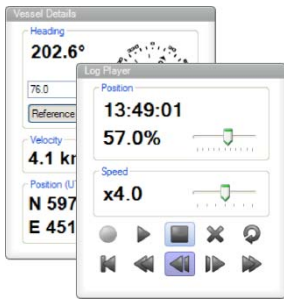 Vessel Details
Heading
202.6°
76.0
Reference
Velocity
4.1
Position
N 597
E 451
Log Player
Position
13:49:01
57.0%
Speed
x4.0